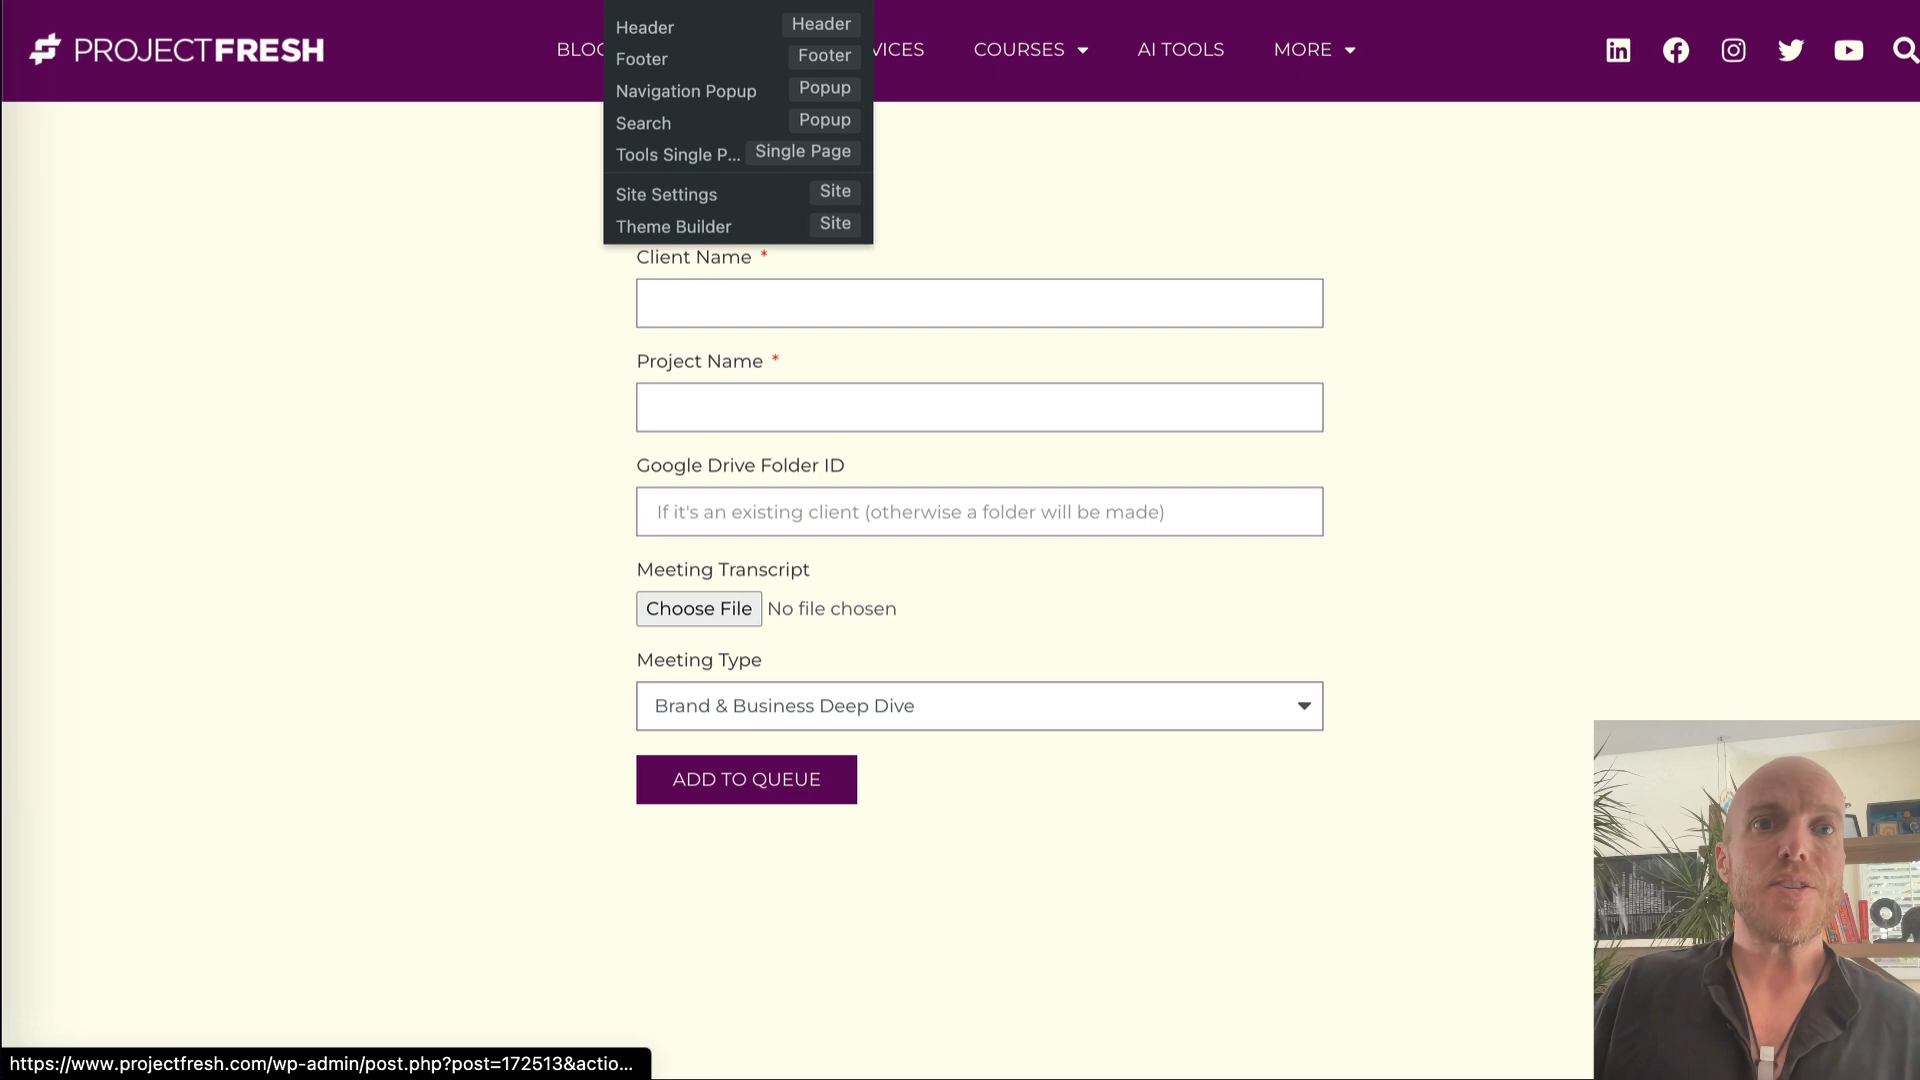 PROJECTFRESH
BLOG
VICES
COURSES
AI TOOLS
MORE
Header Header
Footer Footer
Navigation Popup Popup
Search Popup
Tools Single P... Single Page
Site Settings Site
Theme Builder Site
Client Name *
Project Name *
Google Drive Folder ID
If it's an existing client (otherwise a folder will be made)
Meeting Transcript
Choose File No file chosen
Meeting Type
Brand & Business Deep Dive
ADD TO QUEUE
https://www.projectfresh.com/wp-admin/post.php?post=172513&actio...